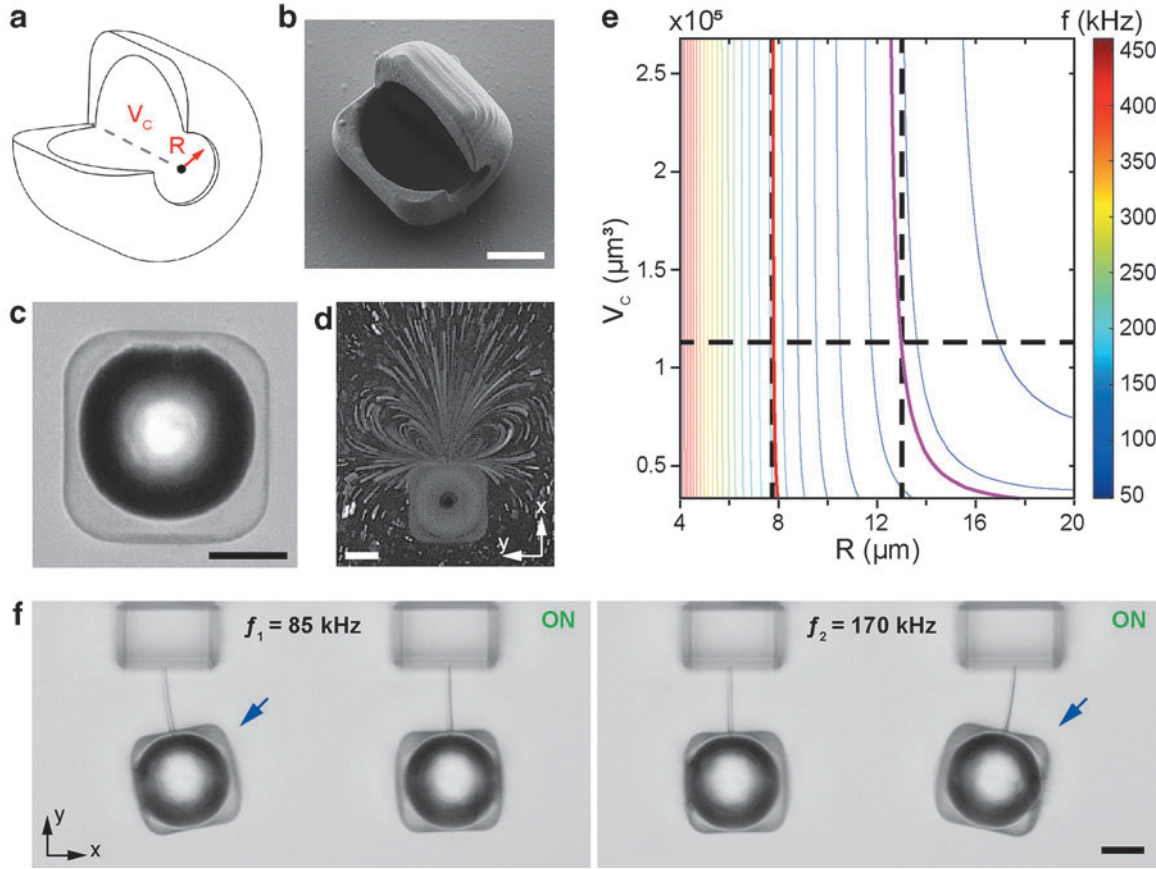 a
V_C
R
b
c
d
x
y
e
x10⁵
f (kHz)
2.5
2
1.5
1
0.5
V_C (μm³)
4
8
12
16
20
R (μm)
450
400
350
300
250
200
150
100
50
f
f₁ = 85 kHz
ON
y
x
f₂ = 170 kHz
ON